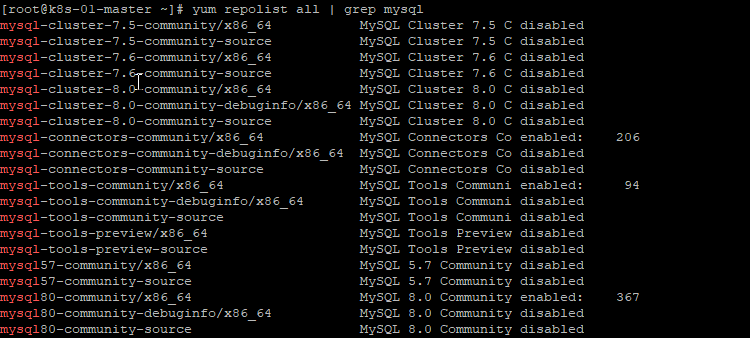 [root@k8s-01-master ~]# yum repolist all | grep mysql
mysql-cluster-7.5-community/x86_64 MySQL Cluster 7.5 C disabled
mysql-cluster-7.5-community-source MySQL Cluster 7.5 C disabled
mysql-cluster-7.6-community/x86_64 MySQL Cluster 7.6 C disabled
mysql-cluster-7.6-community-source MySQL Cluster 7.6 C disabled
mysql-cluster-8.0-community/x86_64 MySQL Cluster 8.0 C disabled
mysql-cluster-8.0-community-debuginfo/x86_64 MySQL Cluster 8.0 C disabled
mysql-cluster-8.0-community-source MySQL Cluster 8.0 C disabled
mysql-connectors-community/x86_64 MySQL Connectors Co enabled: 206
mysql-connectors-community-debuginfo/x86_64 MySQL Connectors Co disabled
mysql-connectors-community-source MySQL Connectors Co disabled
mysql-tools-community/x86_64 MySQL Tools Communi enabled: 94
mysql-tools-community-debuginfo/x86_64 MySQL Tools Communi disabled
mysql-tools-community-source MySQL Tools Communi disabled
mysql-tools-preview/x86_64 MySQL Tools Preview disabled
mysql-tools-preview-source MySQL Tools Preview disabled
mysql57-community/x86_64 MySQL 5.7 Community disabled
mysql57-community-source MySQL 5.7 Community disabled
mysql80-community/x86_64 MySQL 8.0 Community enabled: 367
mysql80-community-debuginfo/x86_64 MySQL 8.0 Community disabled
mysql80-community-source MySQL 8.0 Community disabled